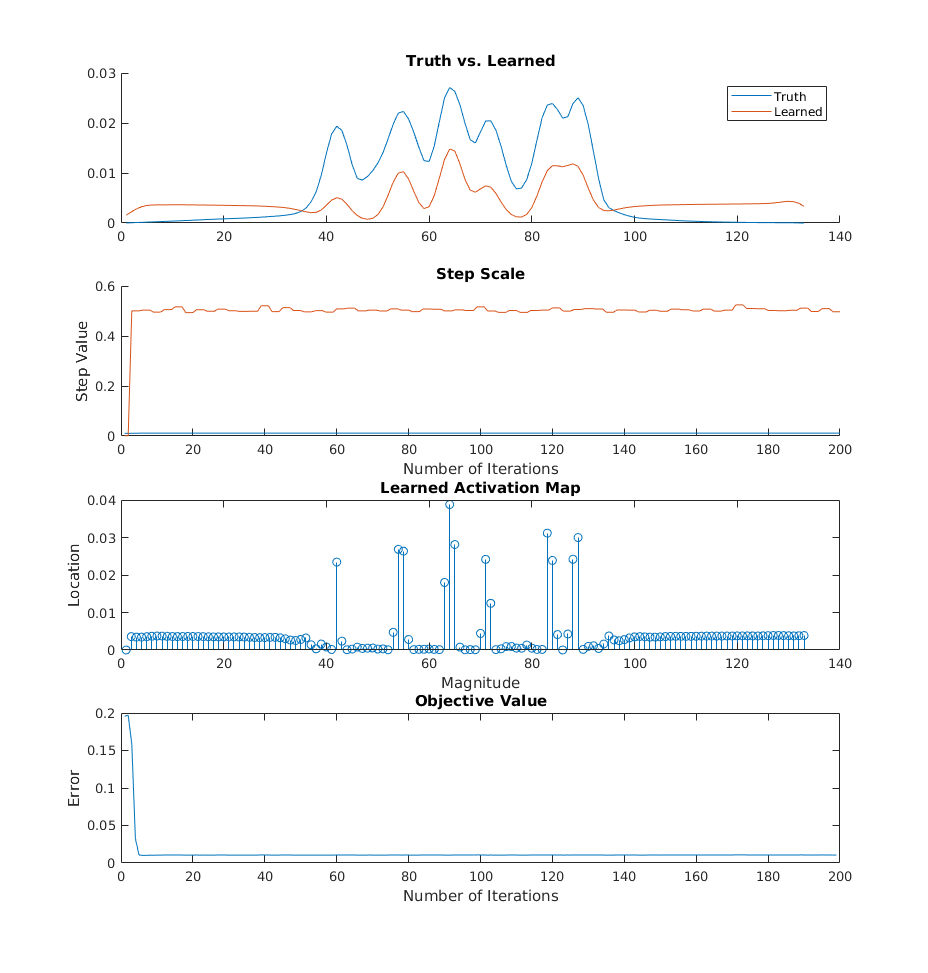 Truth vs. Learned
0.03
0.02
0.01
0
Truth
Learned
0 20 40 60 80 100 120 140
Step Scale
Step Value
0.6
0.4
0.2
0
0 20 40 60 80 100 120 140 160 180 200
Number of Iterations
Learned Activation Map
Location
0.04
0.03
0.02
0.01
0
0 20 40 60 80 100 120 140
Magnitude
Objective Value
Error
0.2
0.15
0.1
0.05
0
0 20 40 60 80 100 120 140 160 180 200
Number of Iterations